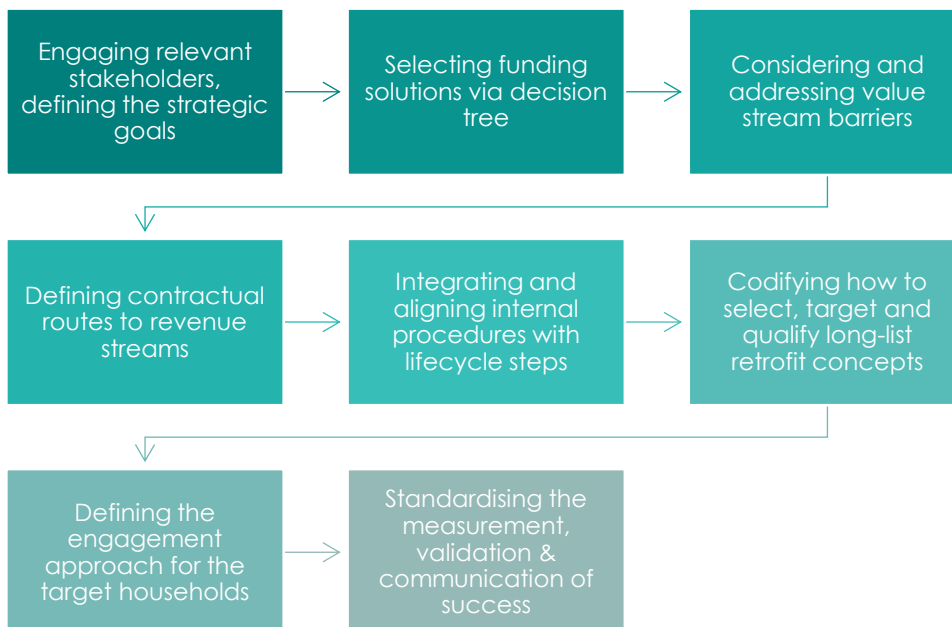 Engaging relevant
stakeholders,
defining the strategic
goals
Selecting funding
solutions via decision
tree
Considering and
addressing value
stream barriers
Defining contractual
routes to revenue
streams
Integrating and
aligning internal
procedures with
lifecycle steps
Codifying how to
select, target and
qualify long-list
retrofit concepts
Defining the
engagement
approach for the
target households
Standardising the
measurement,
validation &
communication of
success